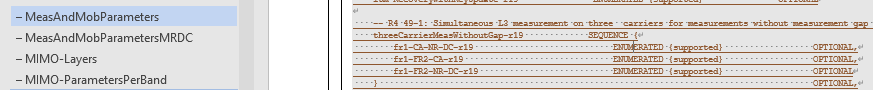 – MeasAndMobParameters
– MeasAndMobParametersMRDC
– MIMO-Layers
– MIMO-ParametersPerBand
-- R4 49-1: Simultaneous L3 measurement on three carriers for measurements without measurement gap
threeCarrierMeasWithoutGap-r19 SEQUENCE {
fr1-CA-NR-DC-r19 ENUMERATED {supported} OPTIONAL,
fr1-FR2-CA-r19 ENUMERATED {supported} OPTIONAL,
fr1-FR2-NR-DC-r19 ENUMERATED {supported} OPTIONAL,
} OPTIONAL,